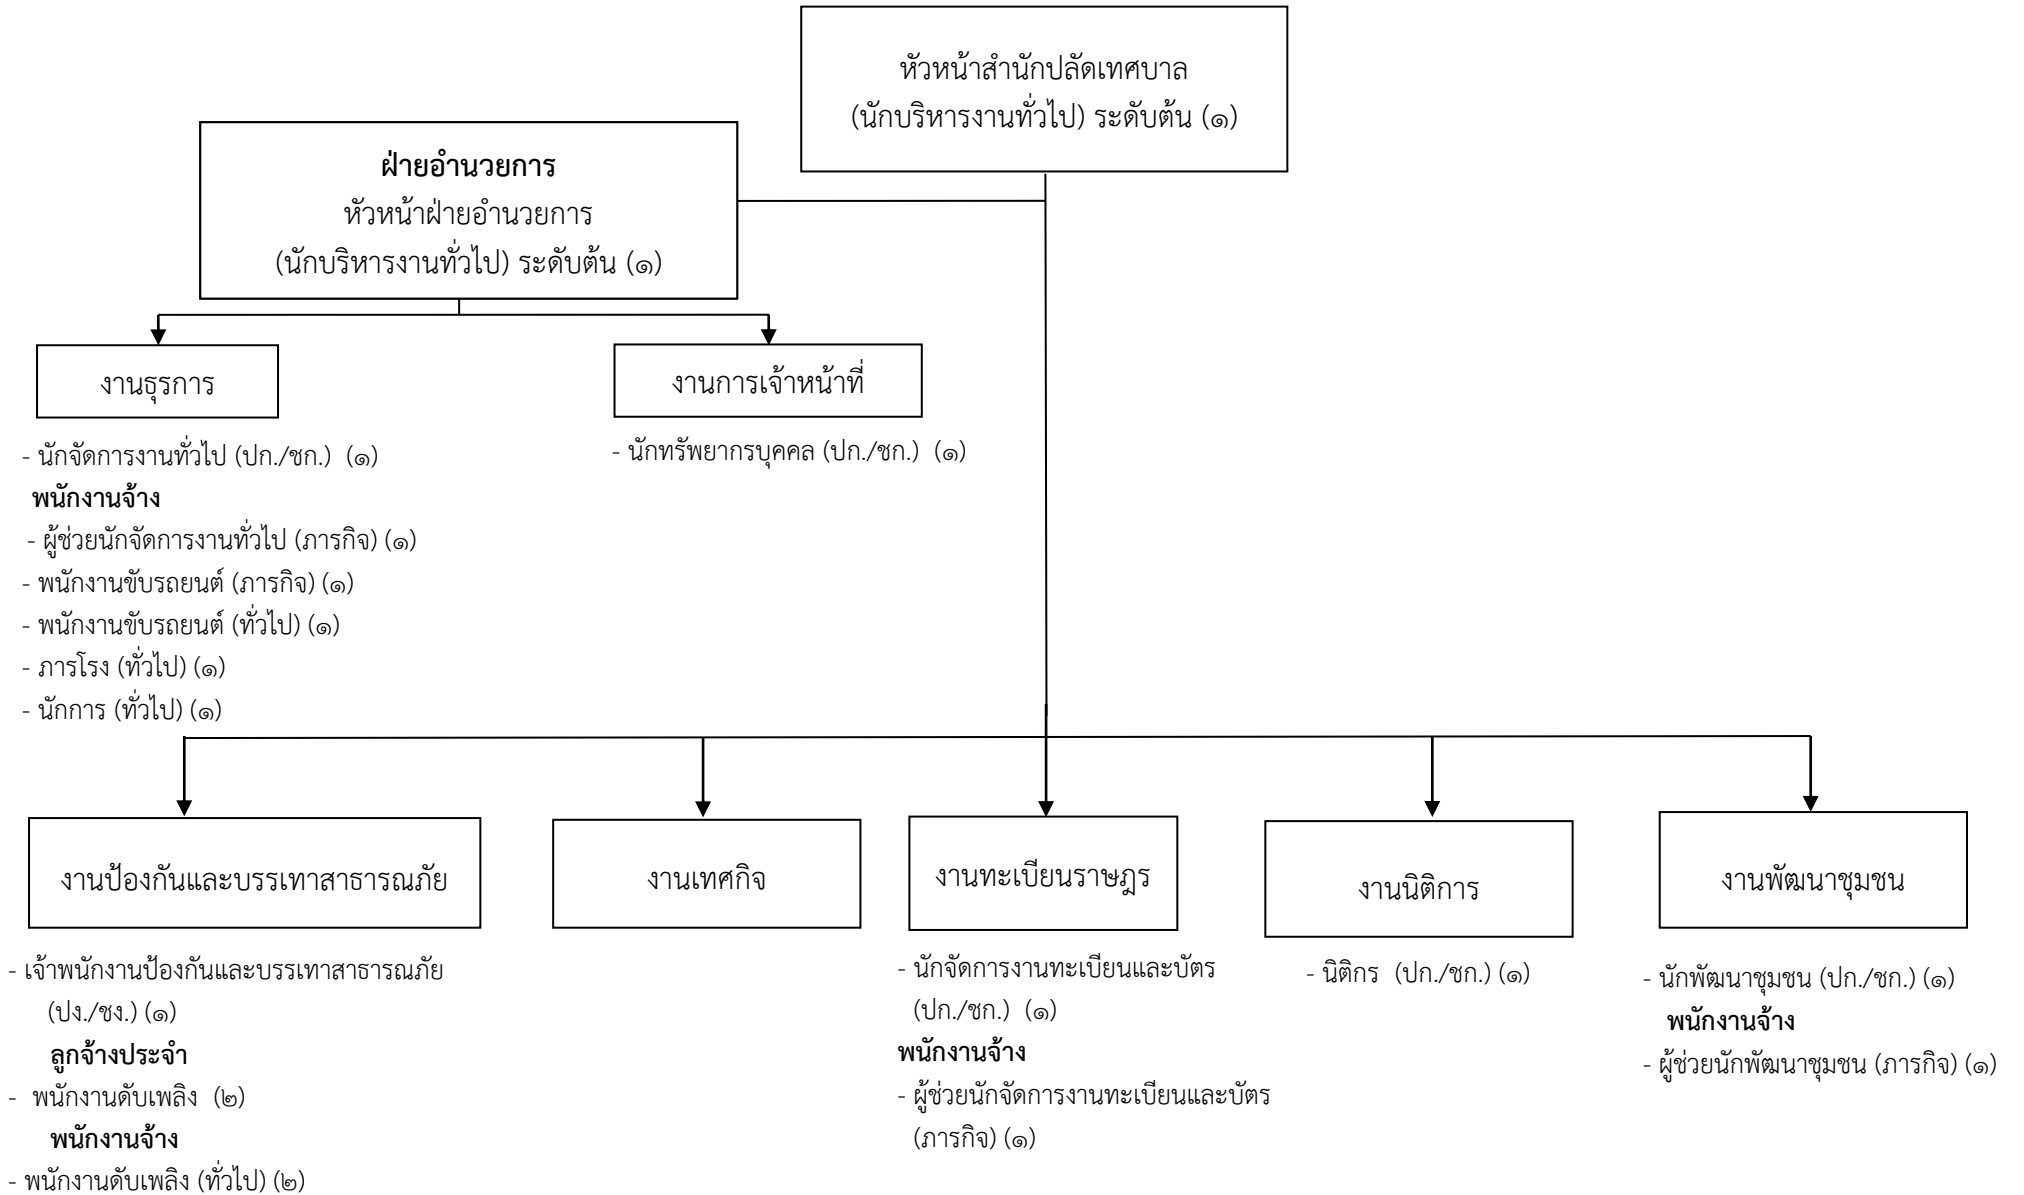 หัวหน้าสำนักปลัดเทศบาล
(นักบริหารงานทั่วไป) ระดับต้น (๑)
ฝ่ายอำนวยการ
หัวหน้าฝ่ายอำนวยการ
(นักบริหารงานทั่วไป) ระดับต้น (๑)
งานธุรการ
- นักจัดการงานทั่วไป (ปก./ชก.) (๑)
พนักงานจ้าง
- ผู้ช่วยนักจัดการงานทั่วไป (ภารกิจ) (๑)
- พนักงานขับรถยนต์ (ภารกิจ) (๑)
- พนักงานขับรถยนต์ (ทั่วไป) (๑)
- ภารโรง (ทั่วไป) (๑)
- นักการ (ทั่วไป) (๑)
งานการเจ้าหน้าที่
- นักทรัพยากรบุคคล (ปก./ชก.) (๑)
งานป้องกันและบรรเทาสาธารณภัย
- เจ้าพนักงานป้องกันและบรรเทาสาธารณภัย
(ปง./ชง.) (๑)
ลูกจ้างประจำ
- พนักงานดับเพลิง (๒)
พนักงานจ้าง
- พนักงานดับเพลิง (ทั่วไป) (๒)
งานเทศกิจ
งานทะเบียนราษฎร
- นักจัดการงานทะเบียนและบัตร
(ปก./ชก.) (๑)
พนักงานจ้าง
- ผู้ช่วยนักจัดการงานทะเบียนและบัตร
(ภารกิจ) (๑)
งานนิติการ
- นิติกร (ปก./ชก.) (๑)
งานพัฒนาชุมชน
- นักพัฒนาชุมชน (ปก./ชก.) (๑)
พนักงานจ้าง
- ผู้ช่วยนักพัฒนาชุมชน (ภารกิจ) (๑)